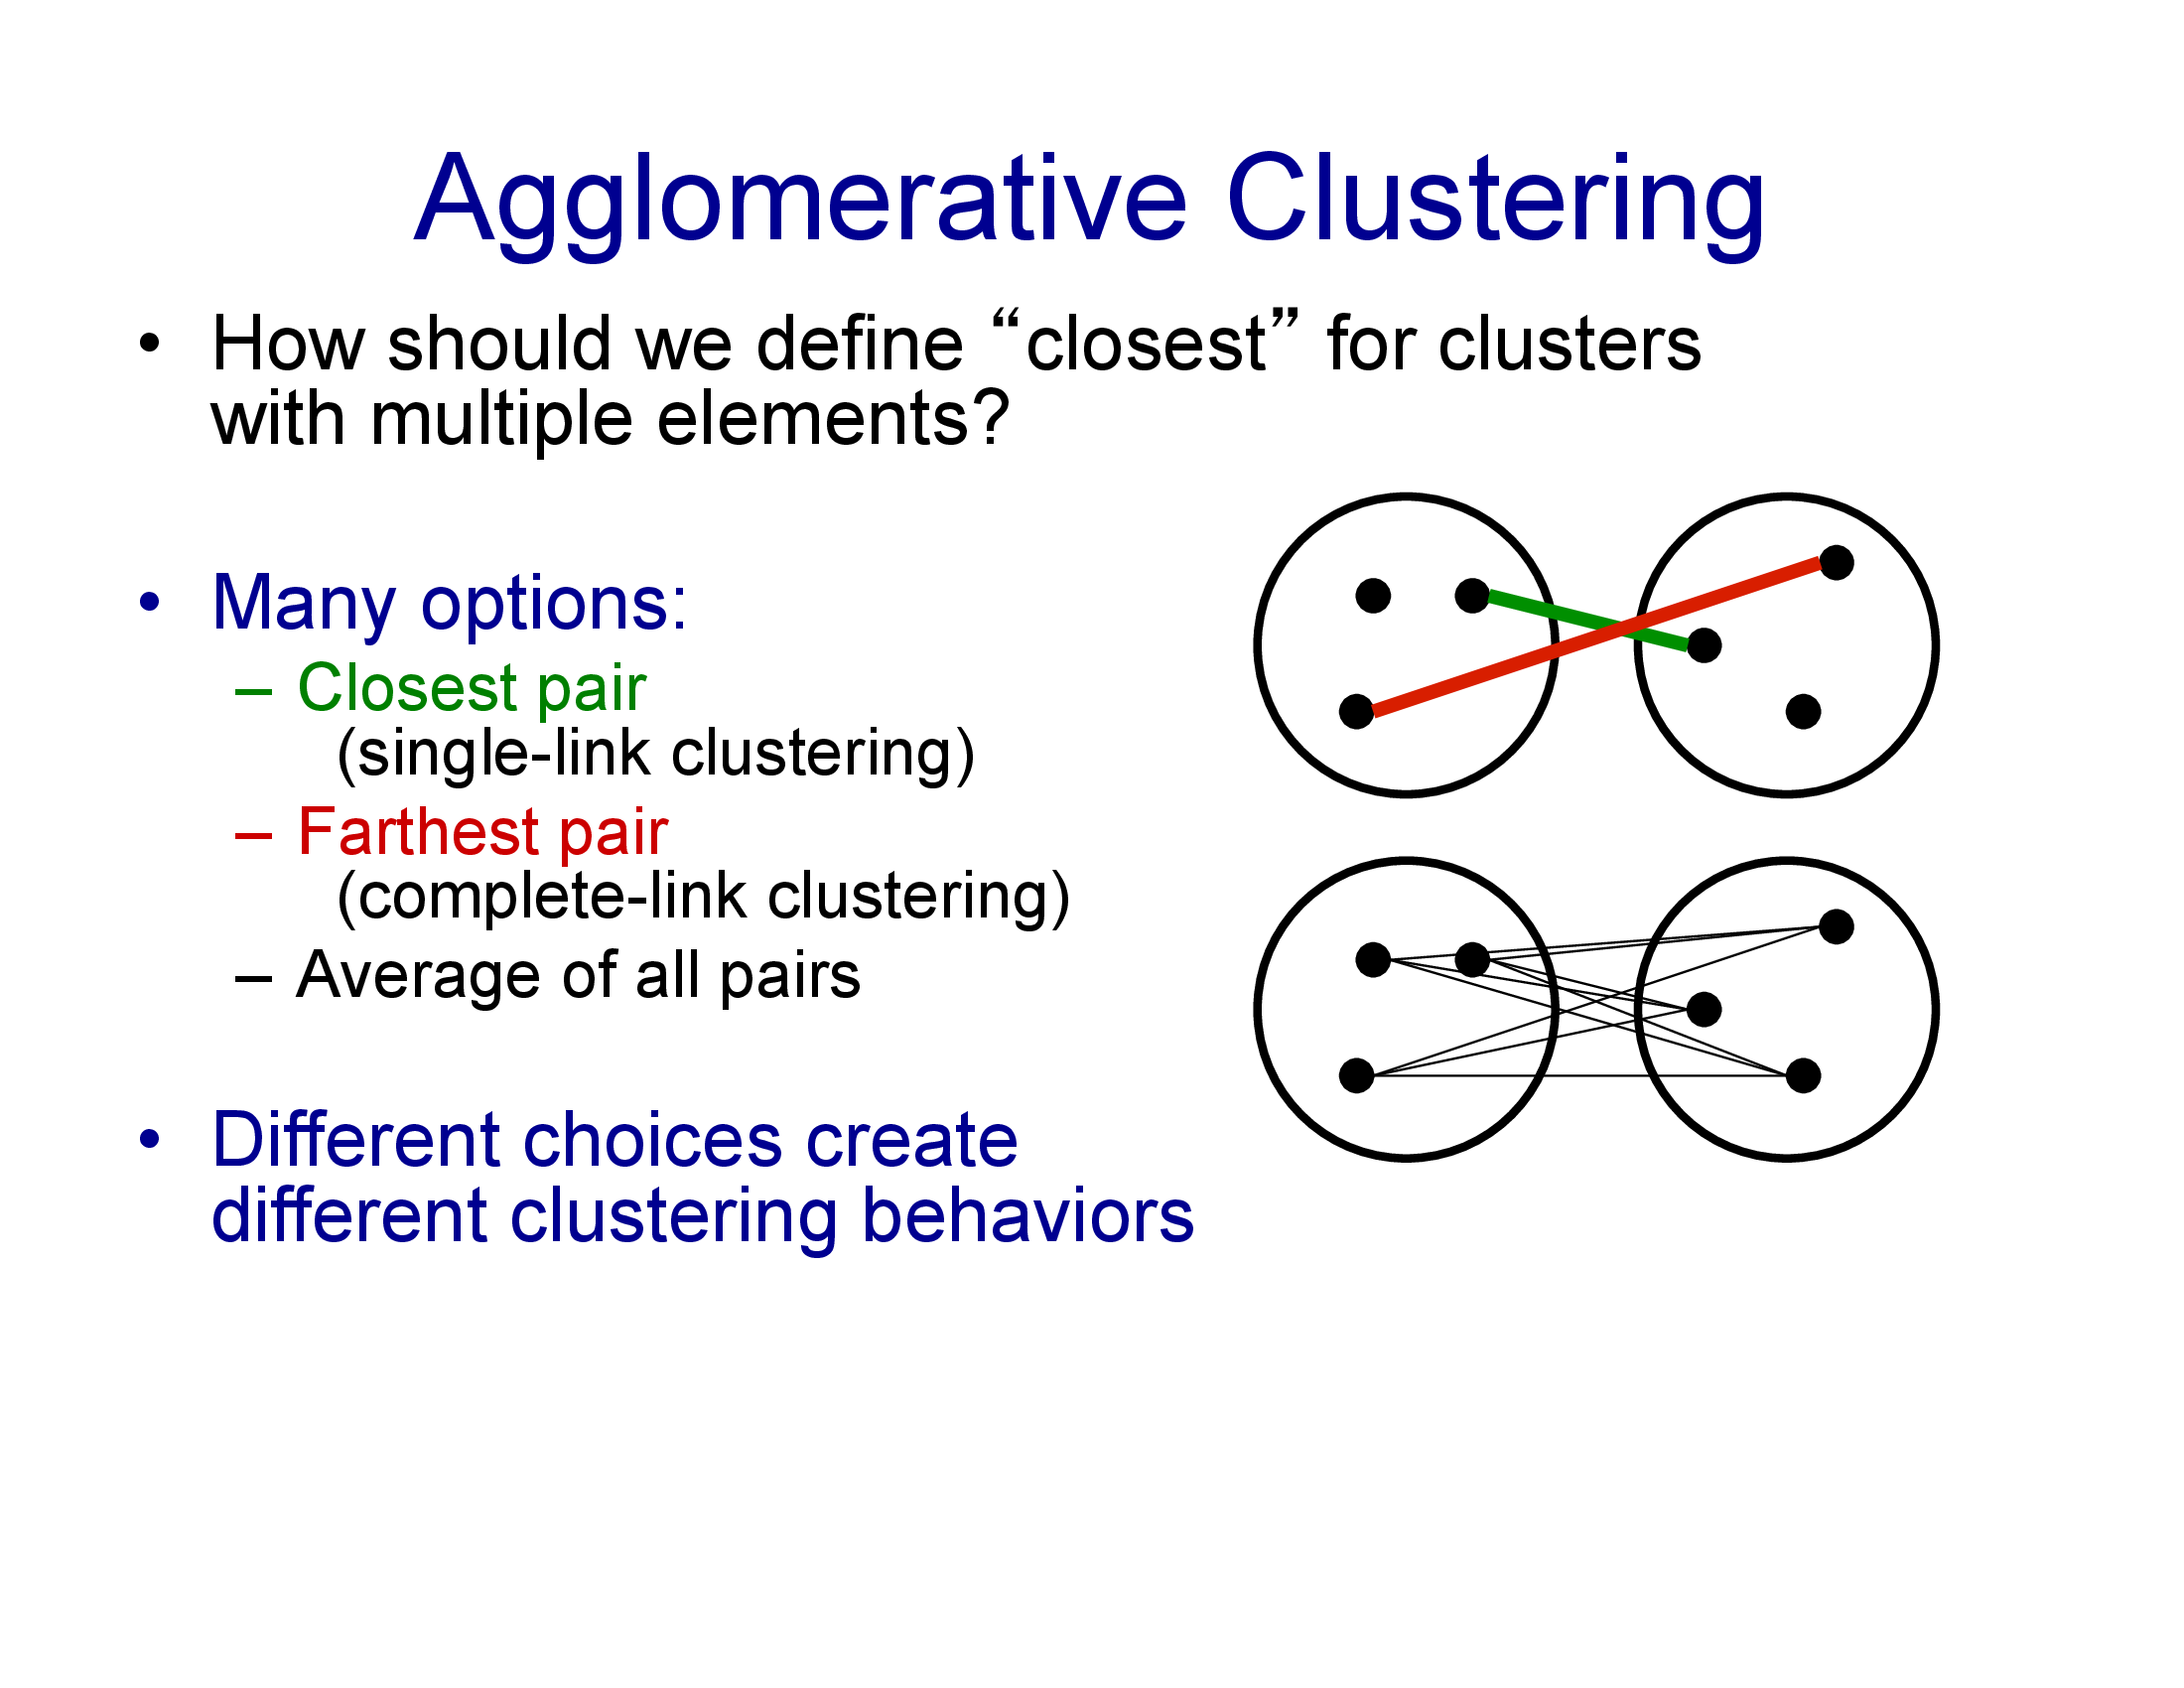 Agglomerative Clustering
• How should we define “closest” for clusters
with multiple elements?
• Many options:
– Closest pair
(single-link clustering)
– Farthest pair
(complete-link clustering)
– Average of all pairs
• Different choices create
different clustering behaviors